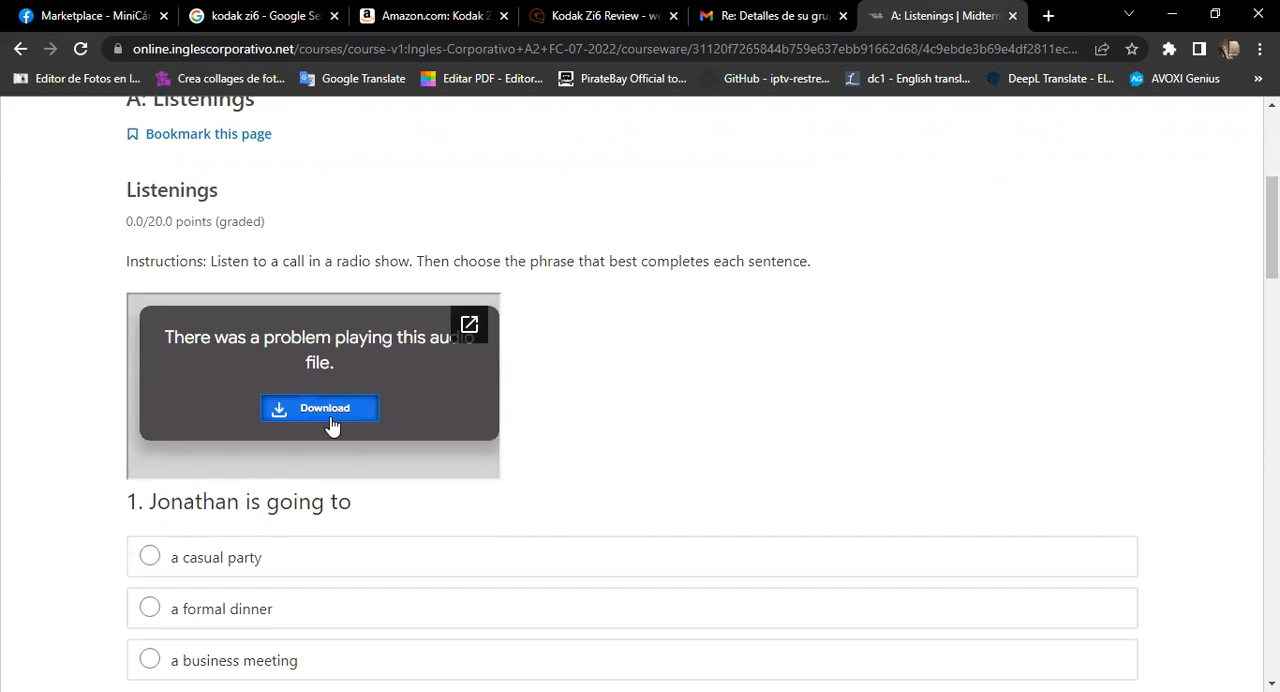 Marketplace - MiniCá
kodak zi6 - Google Se
Amazon.com: Kodak Z
Kodak Zi6 Review - we
Re: Detalles de su gru
A: Listenings | Midterm
online.inglescorporativo.net/courses/course-v1:Ingles-Corporativo+A2+FC-07-2022/courseware/31120f7265844b759e637ebb91662d68/4c9ebde3b69e4df2811ec...
Editor de Fotos en l...
Crea collages de fot...
Google Translate
Editar PDF - Editor...
PirateBay Official to...
GitHub - iptv-restre...
dc1 - English transl...
DeepL Translate - El...
AVOXI Genius
»
A: Listenings
Bookmark this page
Listenings
0.0/20.0 points (graded)
Instructions: Listen to a call in a radio show. Then choose the phrase that best completes each sentence.
There was a problem playing this audio
file.
Download
1. Jonathan is going to
a casual party
a formal dinner
a business meeting